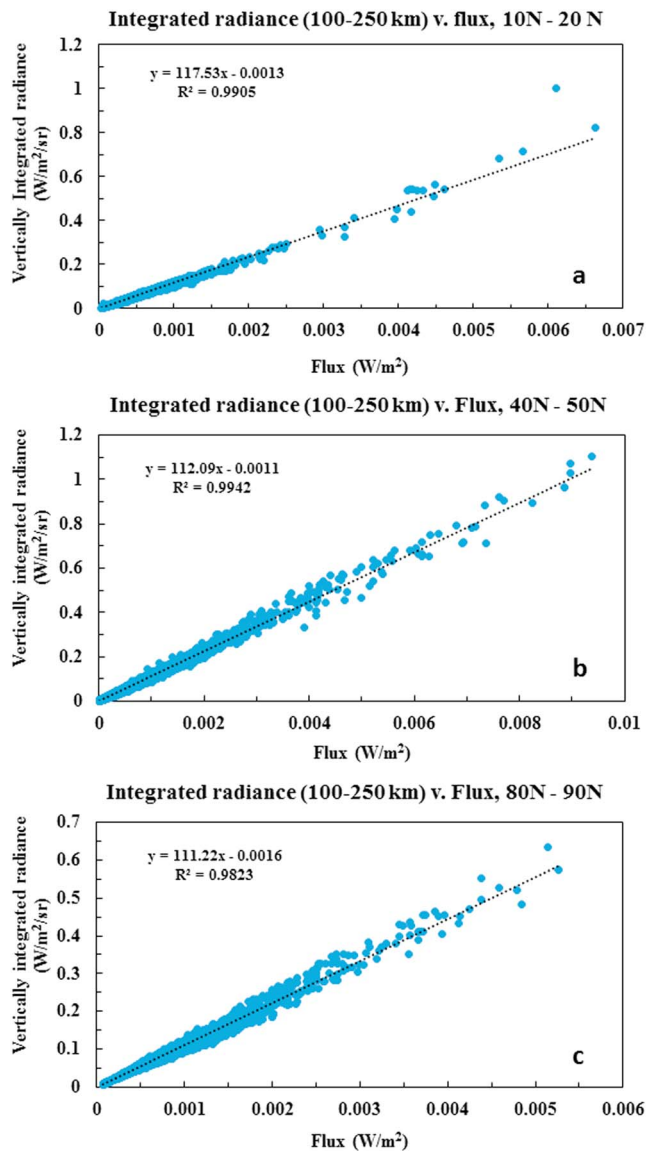 Integrated radiance (100-250 km) v. flux, 10N - 20 N
Vertically Integrated radiance
(W/m²/sr)
1.2
1
0.8
0.6
0.4
0.2
0
y = 117.53x - 0.0013
R² = 0.9905
a
0 0.001 0.002 0.003 0.004 0.005 0.006 0.007
Flux (W/m²)
Integrated radiance (100-250 km) v. Flux, 40N - 50N
Vertically integrated radiance
(W/m²/sr)
1.2
1
0.8
0.6
0.4
0.2
0
y = 112.09x - 0.0011
R² = 0.9942
b
0 0.002 0.004 0.006 0.008 0.01
Flux (W/m²)
Integrated radiance (100-250 km) v. Flux, 80N - 90N
Vertically integrated radiance
(W/m²/sr)
0.7
0.6
0.5
0.4
0.3
0.2
0.1
0
y = 111.22x - 0.0016
R² = 0.9823
c
0 0.001 0.002 0.003 0.004 0.005 0.006
Flux (W/m²)